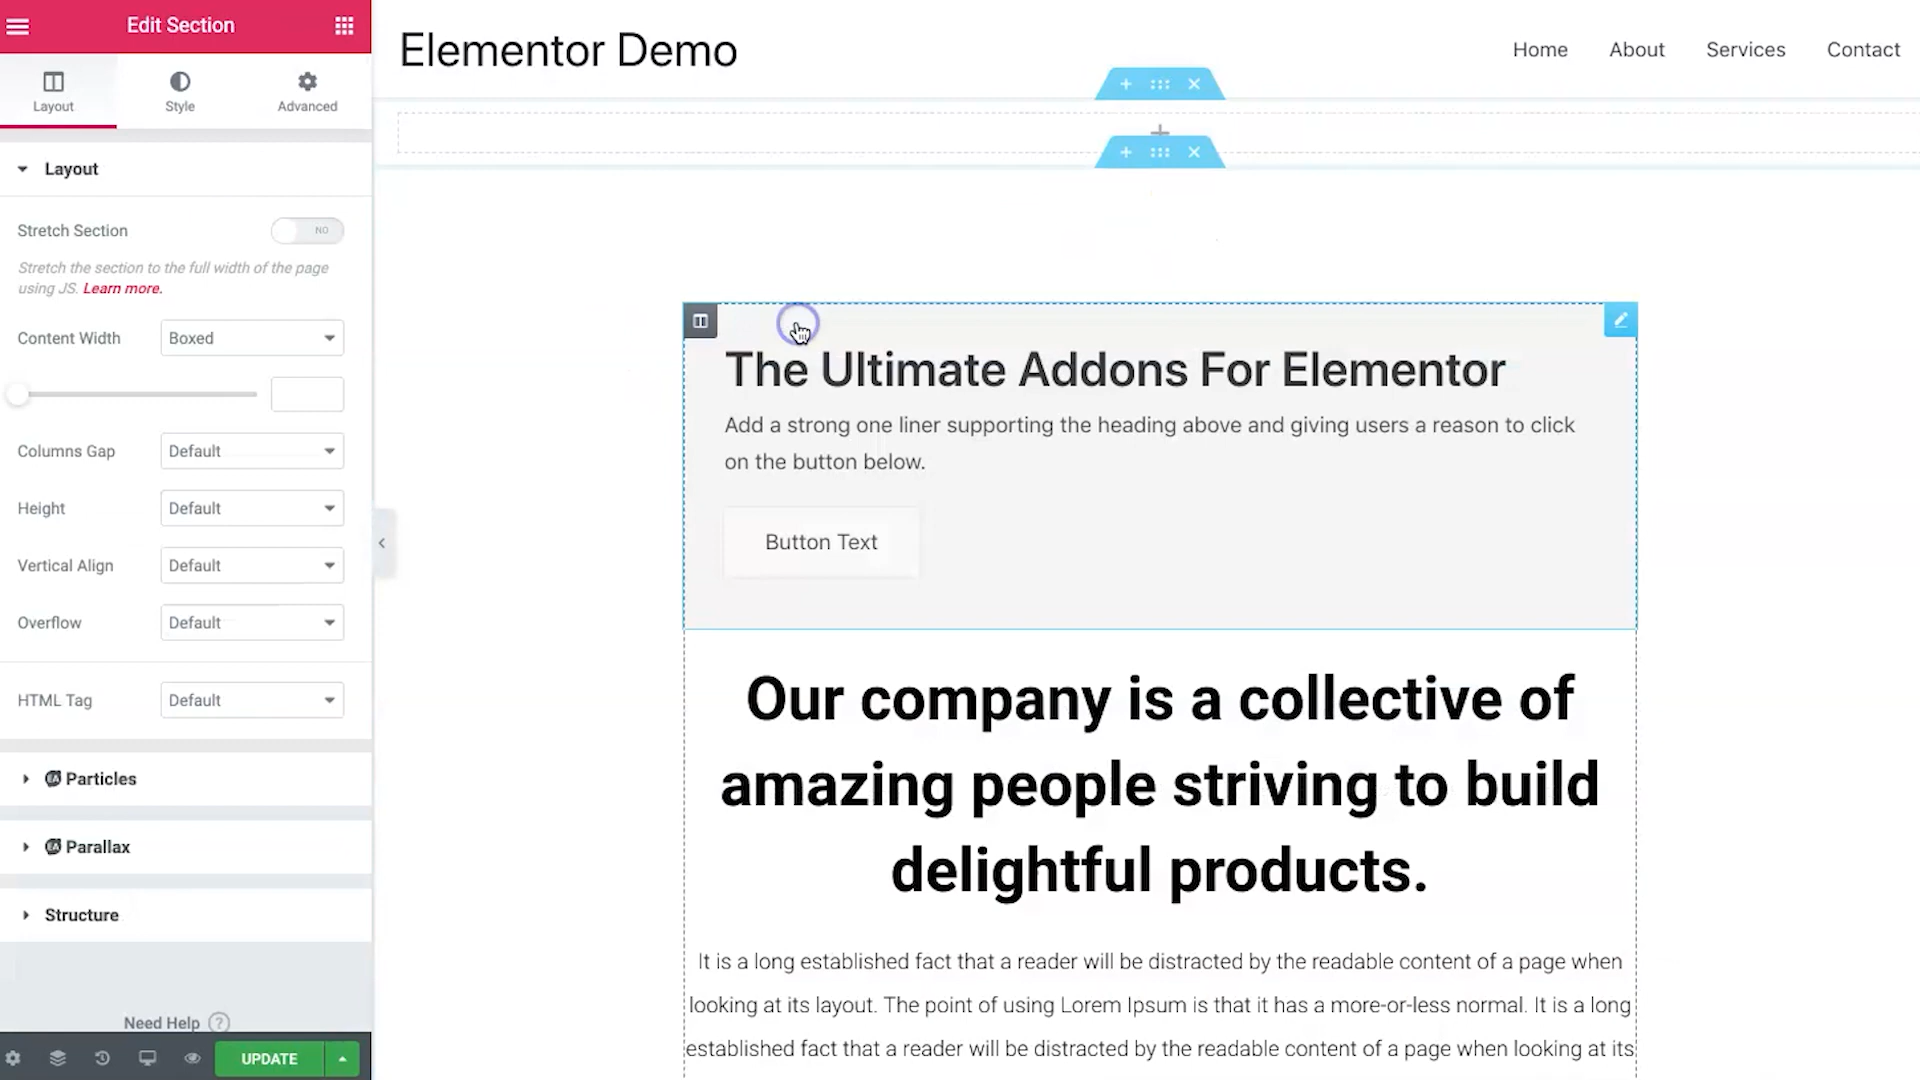 Edit Section
Layout
Style
Advanced
Layout
Stretch Section
NO
Stretch the section to the full width of the page
using JS. Learn more.
Content Width
Boxed
Columns Gap
Default
Height
Default
Vertical Align
Default
Overflow
Default
HTML Tag
Default
Particles
Parallax
Structure
Need Help ?
UPDATE
Elementor Demo
Home
About
Services
Contact
The Ultimate Addons For Elementor
Add a strong one liner supporting the heading above and giving users a reason to click
on the button below.
Button Text
Our company is a collective of
amazing people striving to build
delightful products.
It is a long established fact that a reader will be distracted by the readable content of a page when
looking at its layout. The point of using Lorem Ipsum is that it has a more-or-less normal. It is a long
established fact that a reader will be distracted by the readable content of a page when looking at its